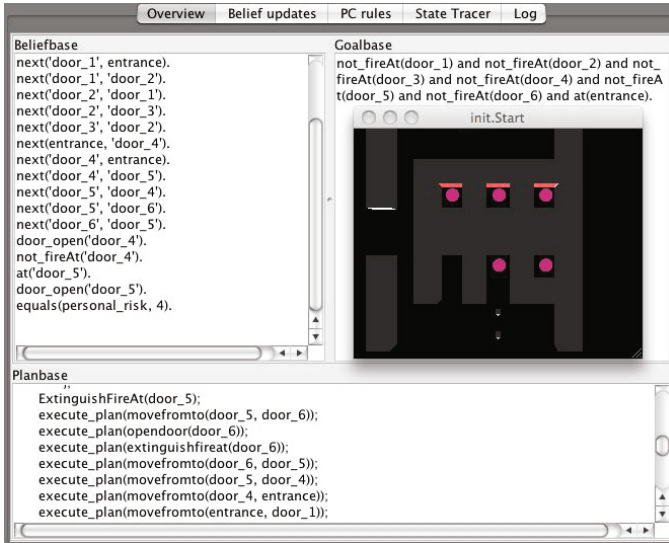 Overview Belief updates PC rules State Tracer Log
Beliefbase
next('door_1', entrance).
next('door_1', 'door_2').
next('door_2', 'door_1').
next('door_2', 'door_3').
next('door_3', 'door_2').
next(entrance, 'door_4').
next('door_4', entrance).
next('door_4', 'door_5').
next('door_5', 'door_4').
next('door_5', 'door_6').
next('door_6', 'door_5').
door_open('door_4').
not_fireAt('door_4').
at('door_5').
door_open('door_5').
equals(personal_risk, 4).
Goalbase
not_fireAt(door_1) and not_fireAt(door_2) and not_
fireAt(door_3) and not_fireAt(door_4) and not_fireA
t(door_5) and not_fireAt(door_6) and at(entrance).
init.Start
Planbase
ExtinguishFireAt(door_5);
execute_plan(movefromto(door_5, door_6));
execute_plan(opendoor(door_6));
execute_plan(extinguishfireat(door_6));
execute_plan(movefromto(door_6, door_5));
execute_plan(movefromto(door_5, door_4));
execute_plan(movefromto(door_4, entrance));
execute_plan(movefromto(entrance, door_1));